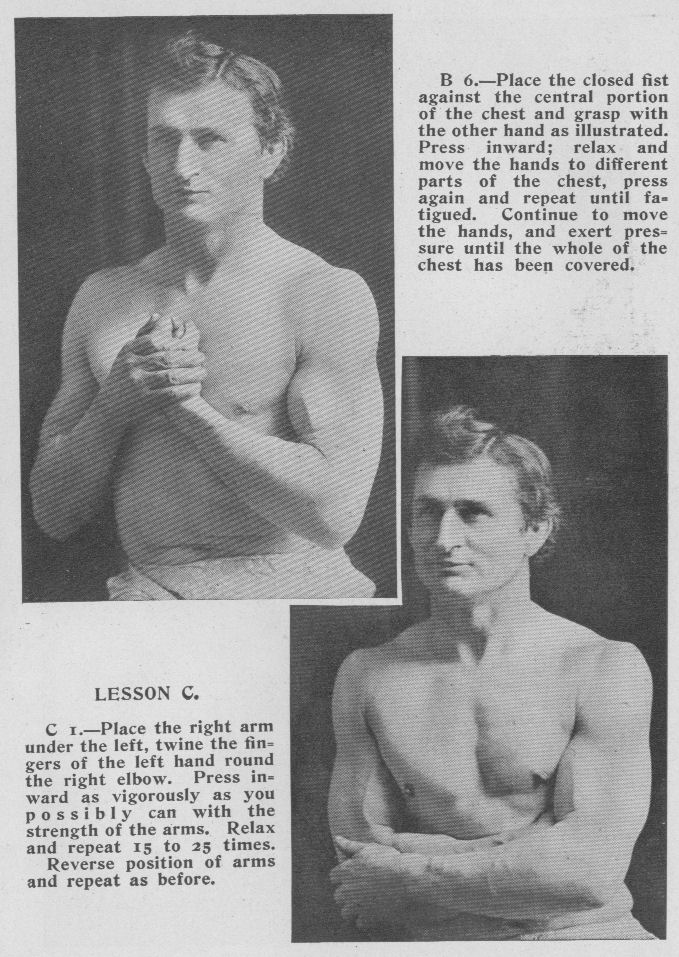 B 6.—Place the closed fist
against the central portion
of the chest and grasp with
the other hand as illustrated.
Press inward; relax and
move the hands to different
parts of the chest, press
again and repeat until fa=
tigued. Continue to move
the hands, and exert pres=
sure until the whole of the
chest has been covered.
LESSON C.
C 1.—Place the right arm
under the left, twine the fin=
gers of the left hand round
the right elbow. Press in=
ward as vigorously as you
possibly can with the
strength of the arms. Relax
and repeat 15 to 25 times.
Reverse position of arms
and repeat as before.